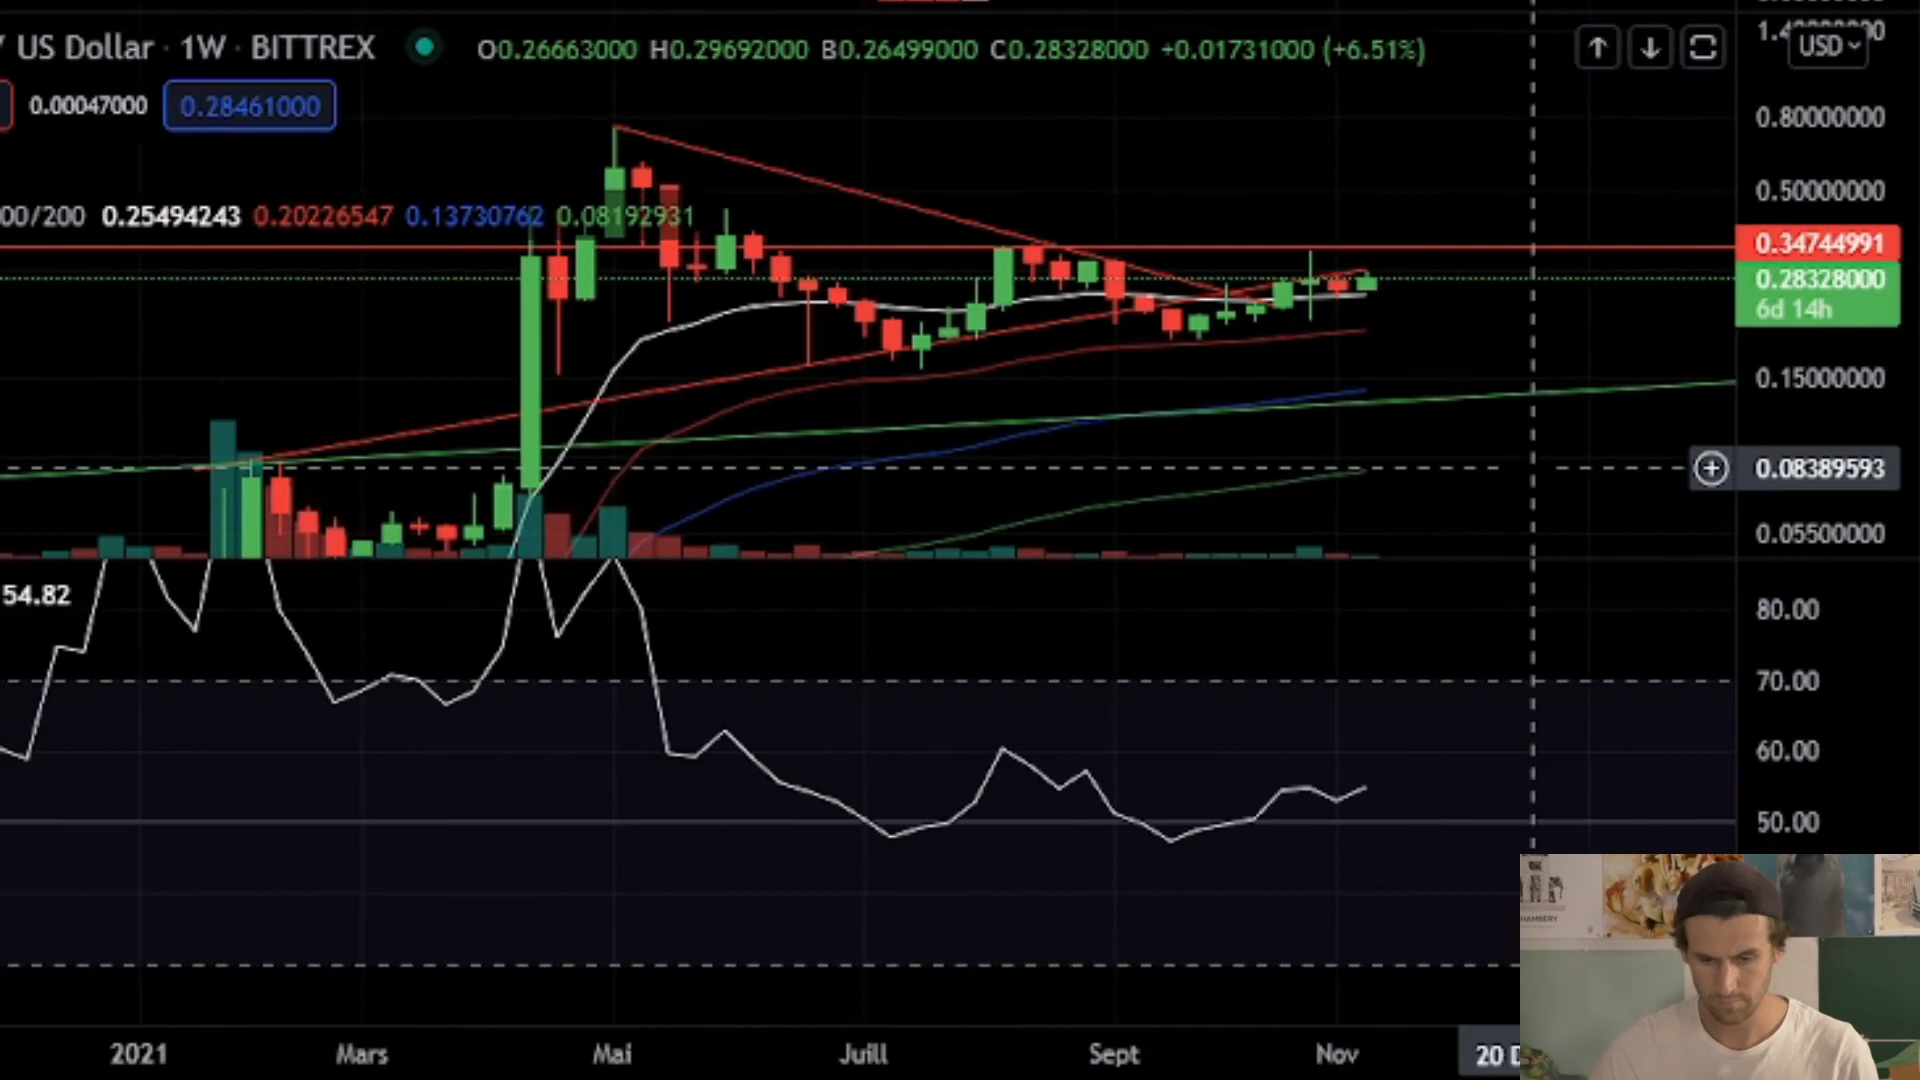 US Dollar · 1W · BITTREX O0.26663000 H0.29692000 B0.26499000 C0.28328000 +0.01731000 (+6.51%)
USD
0.00047000 0.28461000
0.80000000
0.50000000
00/200 0.25494243 0.20226547 0.13730762 0.08192931
0.34744991
0.28328000
6d 14h
0.15000000
0.08389593
0.05500000
54.82
80.00
70.00
60.00
50.00
HAMBÉRY
2021 Mars Mai Juill Sept Nov 20 D